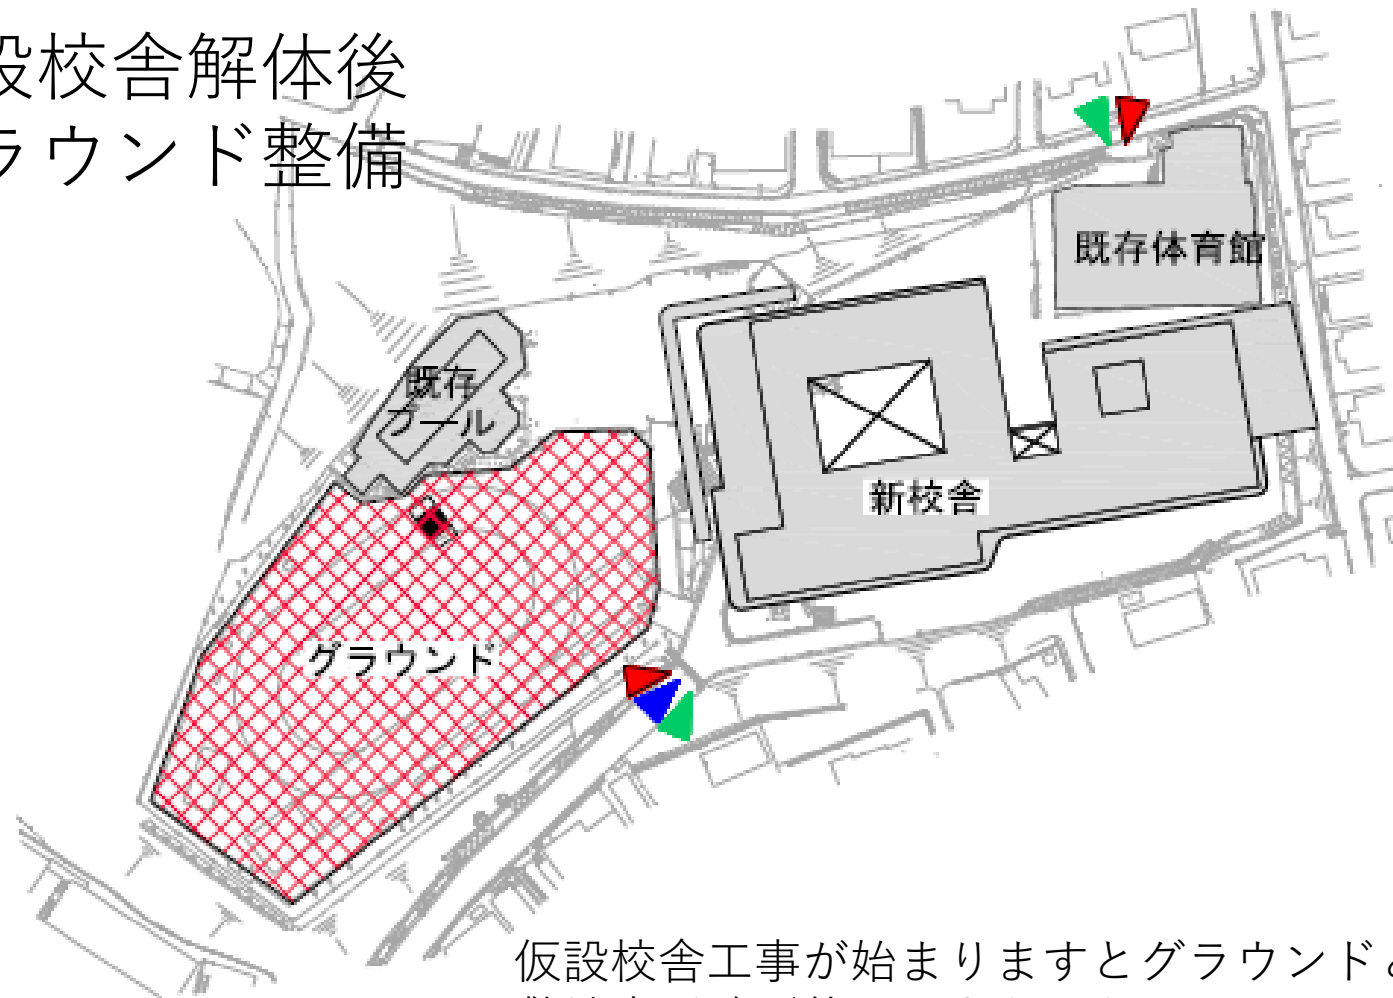 設校舎解体後
ラウンド整備
既存体育館
既存
プール
新校舎
グラウンド
仮設校舎工事が始まりますとグラウンド